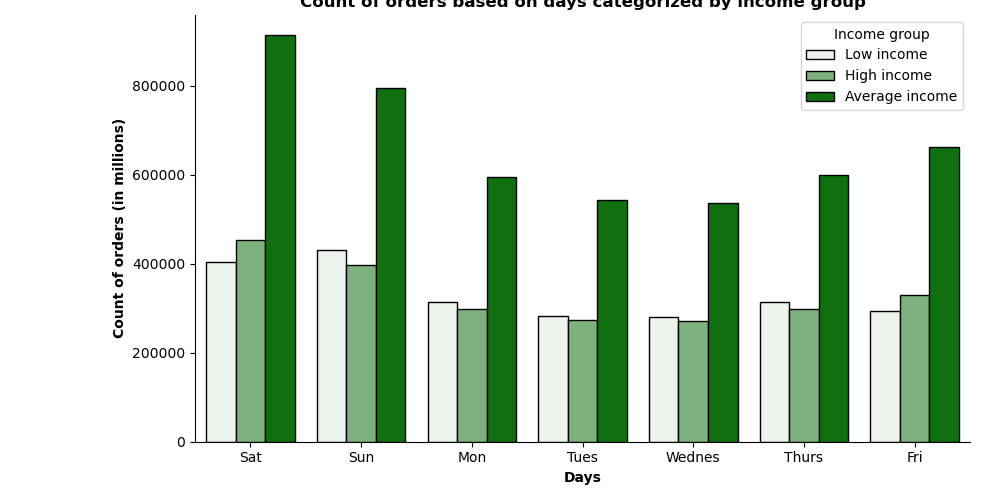 Count of orders based on days categorized by income group
Income group
Low income
High income
Average income
Count of orders (in millions)
800000
600000
400000
200000
0
Sat Sun Mon Tues Wednes Thurs Fri
Days